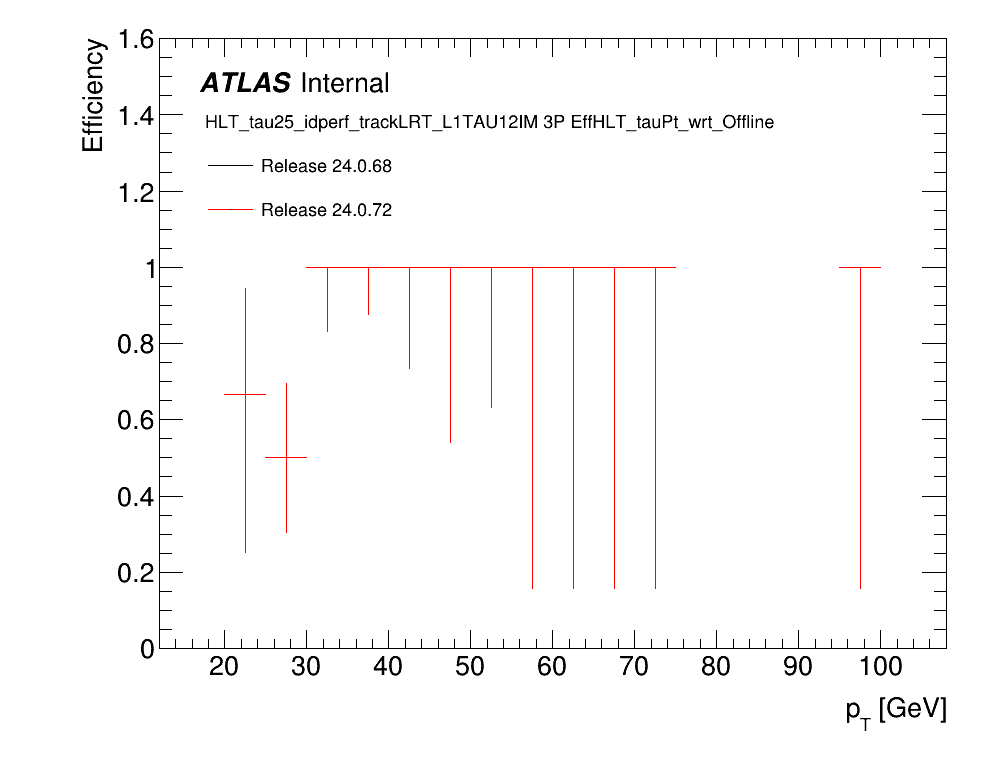 Efficiency
1.6
1.4
1.2
1
0.8
0.6
0.4
0.2
0
ATLAS Internal
HLT_tau25_idperf_trackLRT_L1TAU12IM 3P EffHLT_tauPt_wrt_Offline
Release 24.0.68
Release 24.0.72
20 30 40 50 60 70 80 90 100
p_T [GeV]